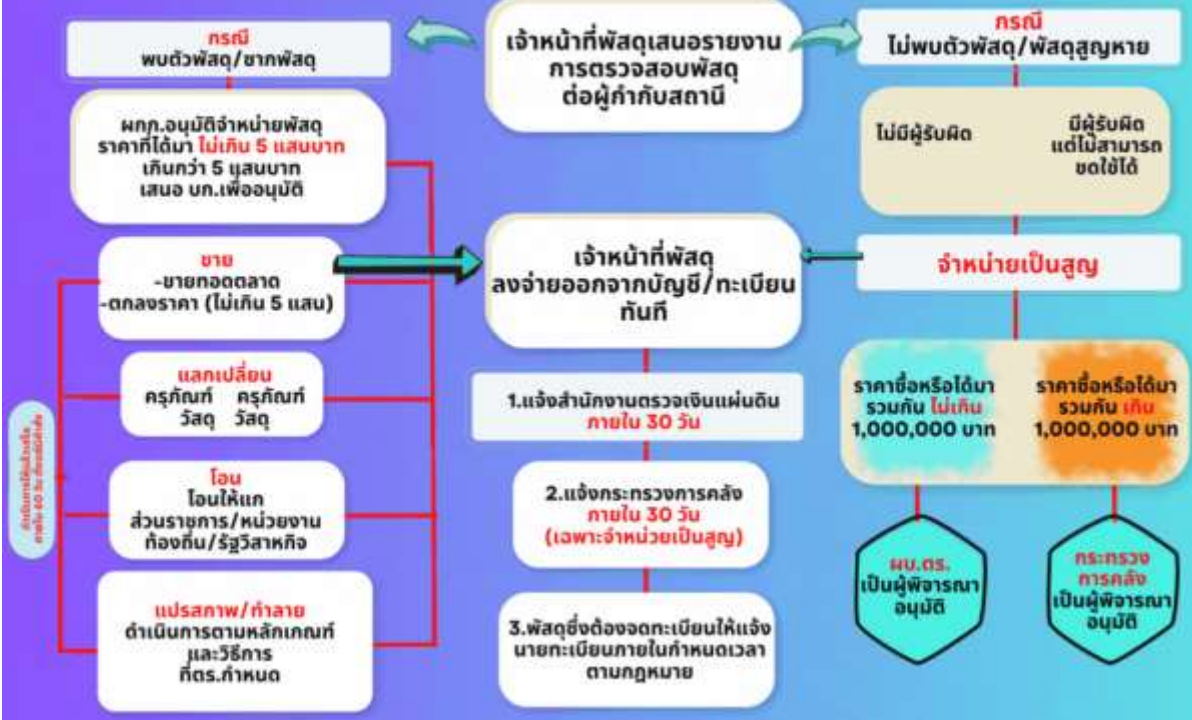 กรณี
พบตัวพัสดุ/ซากพัสดุ
ผกก.อนุมัติจำหน่ายพัสดุ
ราคาที่ได้มา ไม่เกิน 5 แสนบาท
เกินกว่า 5 แสนบาท
เสนอ บก.เพื่ออนุมัติ
ขาย
-ขายทอดตลาด
-ตกลงราคา (ไม่เกิน 5 แสน)
แลกเปลี่ยน
ครุภัณฑ์ ครุภัณฑ์
วัสดุ วัสดุ
โอน
โอนให้แก่
ส่วนราชการ/หน่วยงาน
ท้องถิ่น/รัฐวิสาหกิจ
แปรสภาพ/ทำลาย
ดำเนินการตามหลักเกณฑ์
และวิธีการ
ที่ตร.กำหนด
เจ้าหน้าที่พัสดุเสนอรายงาน
การตรวจสอบพัสดุ
ต่อผู้กำกับสถานี
เจ้าหน้าที่พัสดุ
ลงจ่ายออกจากบัญชี/ทะเบียน
ทันที
1.แจ้งสำนักงานตรวจเงินแผ่นดิน
ภายใน 30 วัน
2.แจ้งกระทรวงการคลัง
ภายใน 30 วัน
(เฉพาะจำหน่วยเป็นสูญ)
3.พัสดุซึ่งต้องจดทะเบียนให้แจ้ง
นายทะเบียนภายในกำหนดเวลา
ตามกฎหมาย
กรณี
ไม่พบตัวพัสดุ/พัสดุสูญหาย
ไม่มีผู้รับผิด
มีผู้รับผิด
แต่ไม่สามารถ
ชดใช้ได้
จำหน่ายเป็นสูญ
ราคาซื้อหรือได้มา
รวมกัน ไม่เกิน
1,000,000 บาท
ราคาซื้อหรือได้มา
รวมกัน เกิน
1,000,000 บาท
ผบ.ตร.
เป็นผู้พิจารณา
อนุมัติ
กระทรวง
การคลัง
เป็นผู้พิจารณา
อนุมัติ